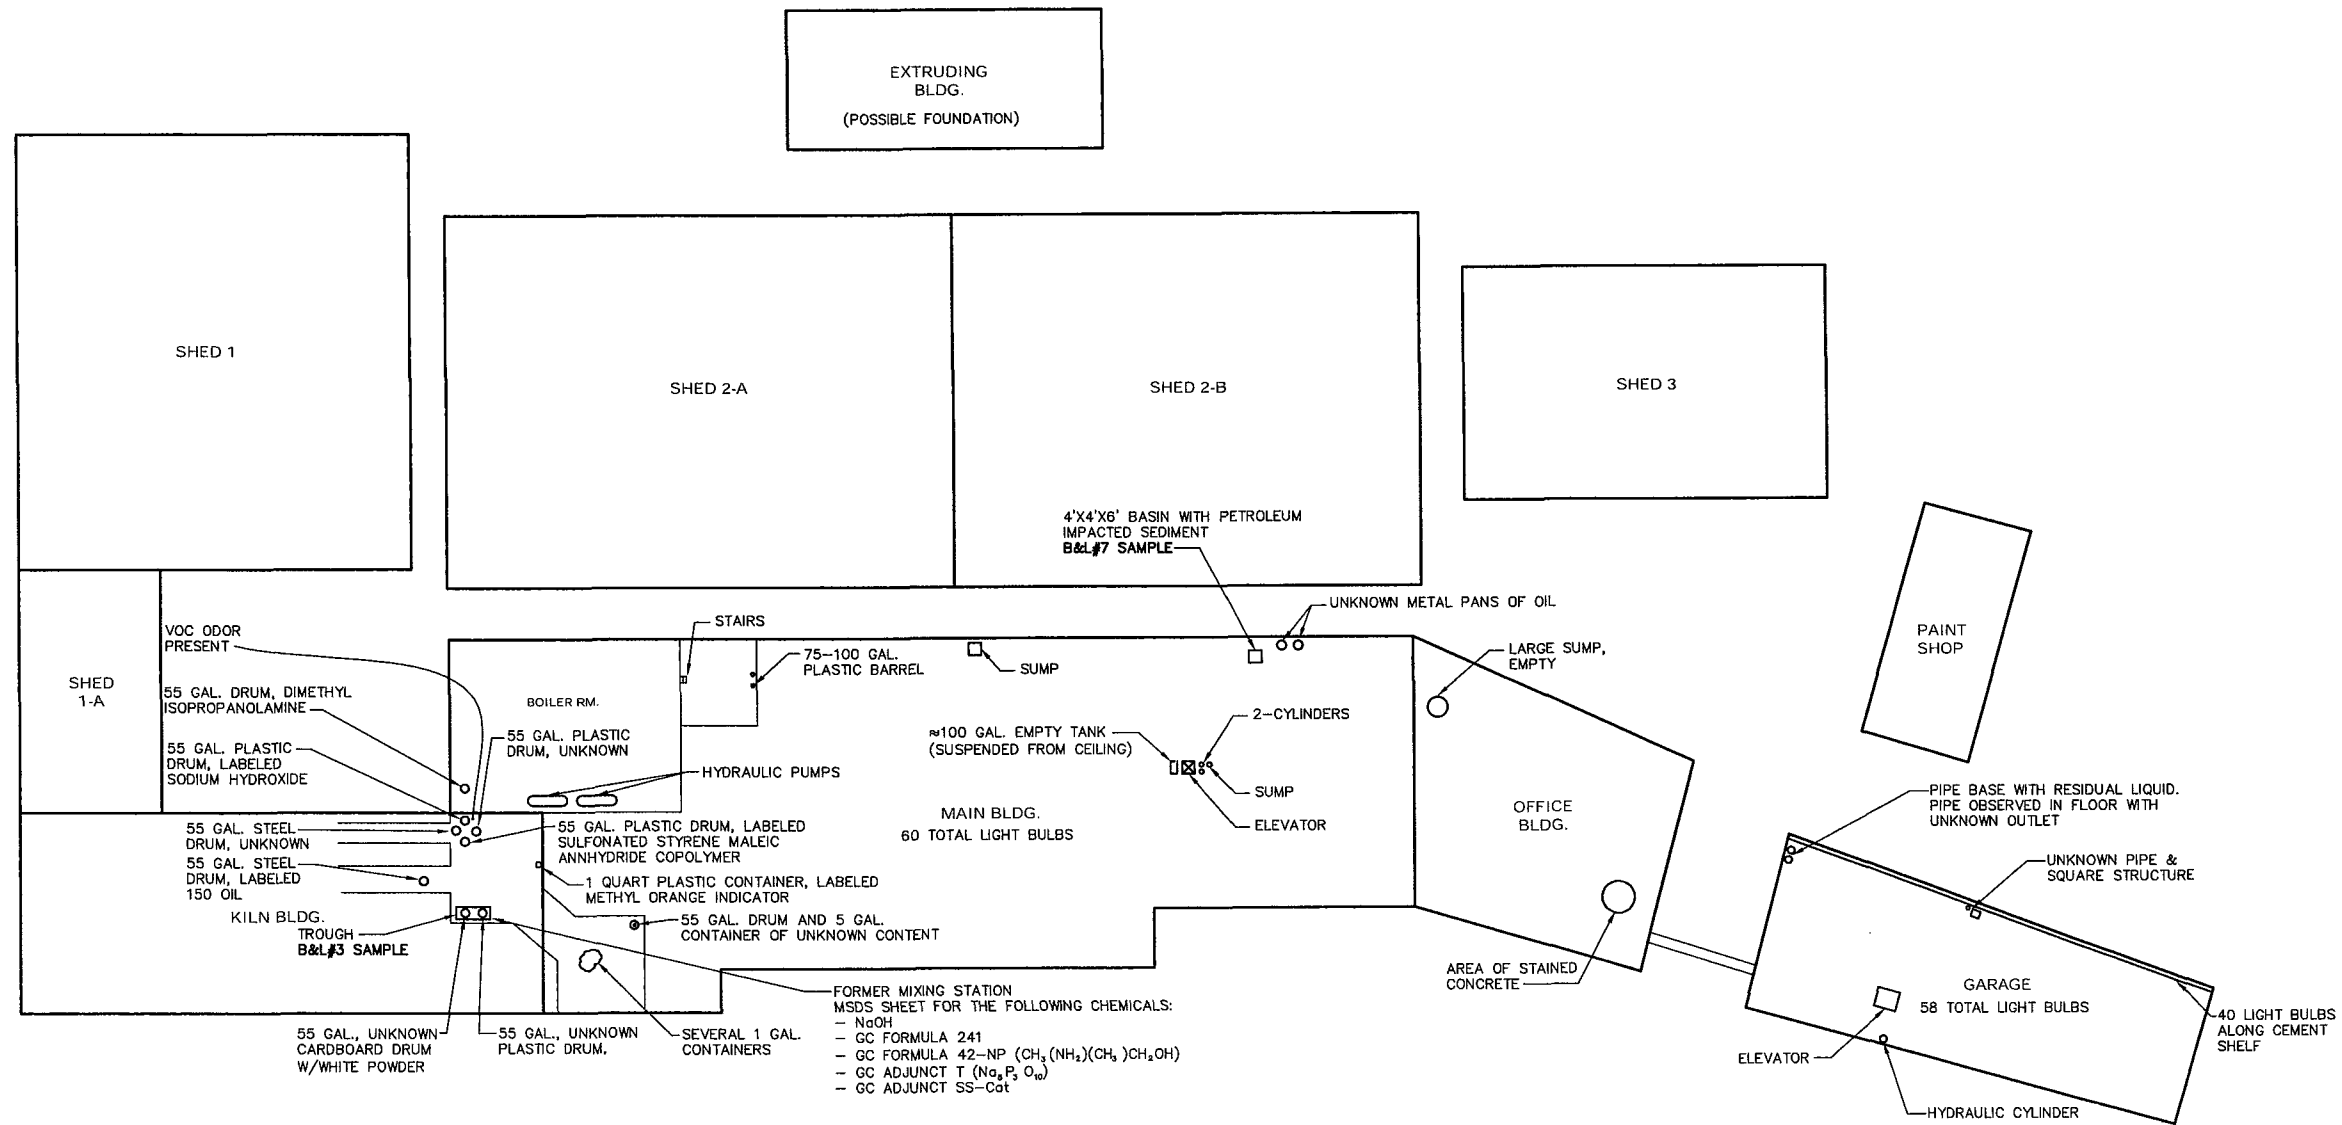 EXTRUDING
BLDG.
(POSSIBLE FOUNDATION)
SHED 1
SHED 2-A
SHED 2-B
SHED 3
4'X4'X6' BASIN WITH PETROLEUM
IMPACTED SEDIMENT
B&L#7 SAMPLE
UNKNOWN METAL PANS OF OIL
STAIRS
VOC ODOR
PRESENT
75-100 GAL.
PLASTIC BARREL
SUMP
LARGE SUMP,
EMPTY
PAINT
SHOP
SHED
1-A
55 GAL. DRUM, DIMETHYL
ISOPROPANOLAMINE
BOILER RM.
55 GAL. PLASTIC
DRUM, UNKNOWN
≈100 GAL. EMPTY TANK
(SUSPENDED FROM CEILING)
2-CYLINDERS
55 GAL. PLASTIC
DRUM, LABELED
SODIUM HYDROXIDE
HYDRAULIC PUMPS
SUMP
ELEVATOR
MAIN BLDG.
60 TOTAL LIGHT BULBS
OFFICE
BLDG.
PIPE BASE WITH RESIDUAL LIQUID.
PIPE OBSERVED IN FLOOR WITH
UNKNOWN OUTLET
55 GAL. STEEL
DRUM, UNKNOWN
55 GAL. PLASTIC DRUM, LABELED
SULFONATED STYRENE MALEIC
ANNHYDRIDE COPOLYMER
55 GAL. STEEL
DRUM, LABELED
150 OIL
1 QUART PLASTIC CONTAINER, LABELED
METHYL ORANGE INDICATOR
UNKNOWN PIPE &
SQUARE STRUCTURE
KILN BLDG.
TROUGH
B&L#3 SAMPLE
55 GAL. DRUM AND 5 GAL.
CONTAINER OF UNKNOWN CONTENT
AREA OF STAINED
CONCRETE
GARAGE
58 TOTAL LIGHT BULBS
40 LIGHT BULBS
ALONG CEMENT
SHELF
FORMER MIXING STATION
MSDS SHEET FOR THE FOLLOWING CHEMICALS:
- NaOH
- GC FORMULA 241
- GC FORMULA 42-NP (CH₃(NH₂)(CH₃)CH₂OH)
- GC ADJUNCT T (Na₅P₃O₁₀)
- GC ADJUNCT SS-Cat
55 GAL., UNKNOWN
CARDBOARD DRUM
W/WHITE POWDER
55 GAL., UNKNOWN
PLASTIC DRUM,
SEVERAL 1 GAL.
CONTAINERS
ELEVATOR
HYDRAULIC CYLINDER